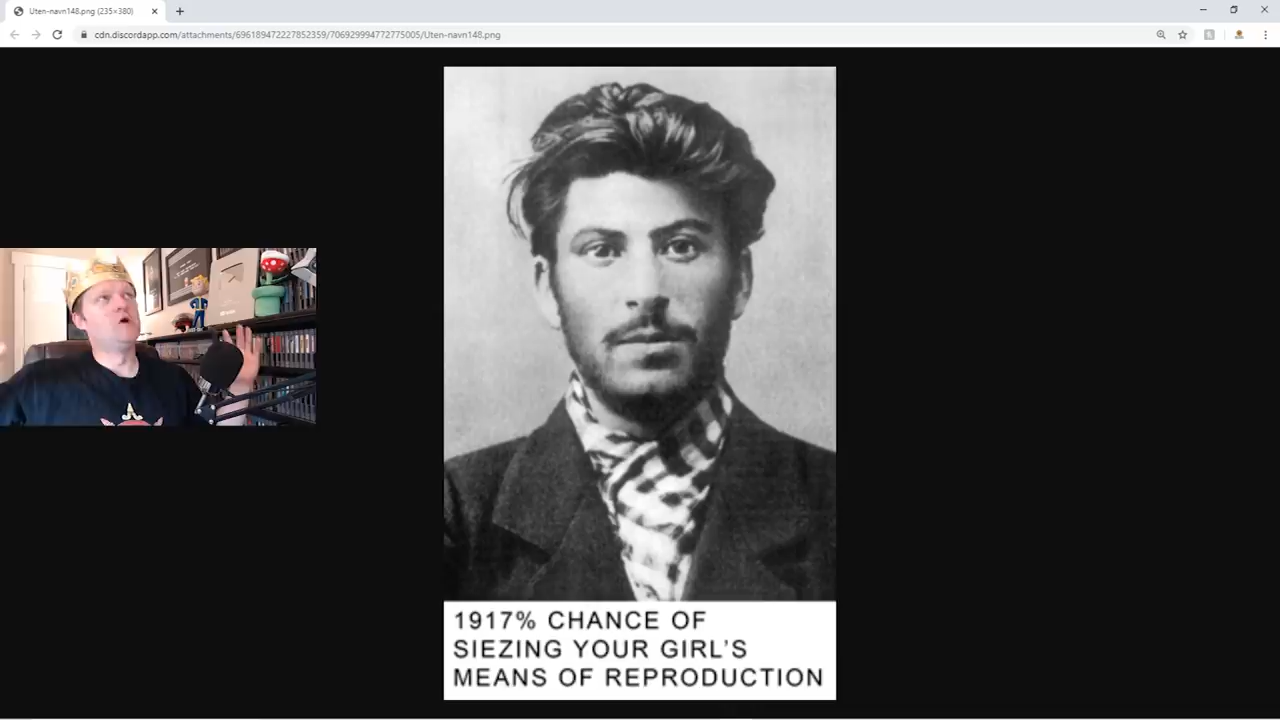 Uten-navn148.png (235×380)
cdn.discordapp.com/attachments/696189472227852359/706929994772775005/Uten-navn148.png
1917% CHANCE OF
SIEZING YOUR GIRL'S
MEANS OF REPRODUCTION